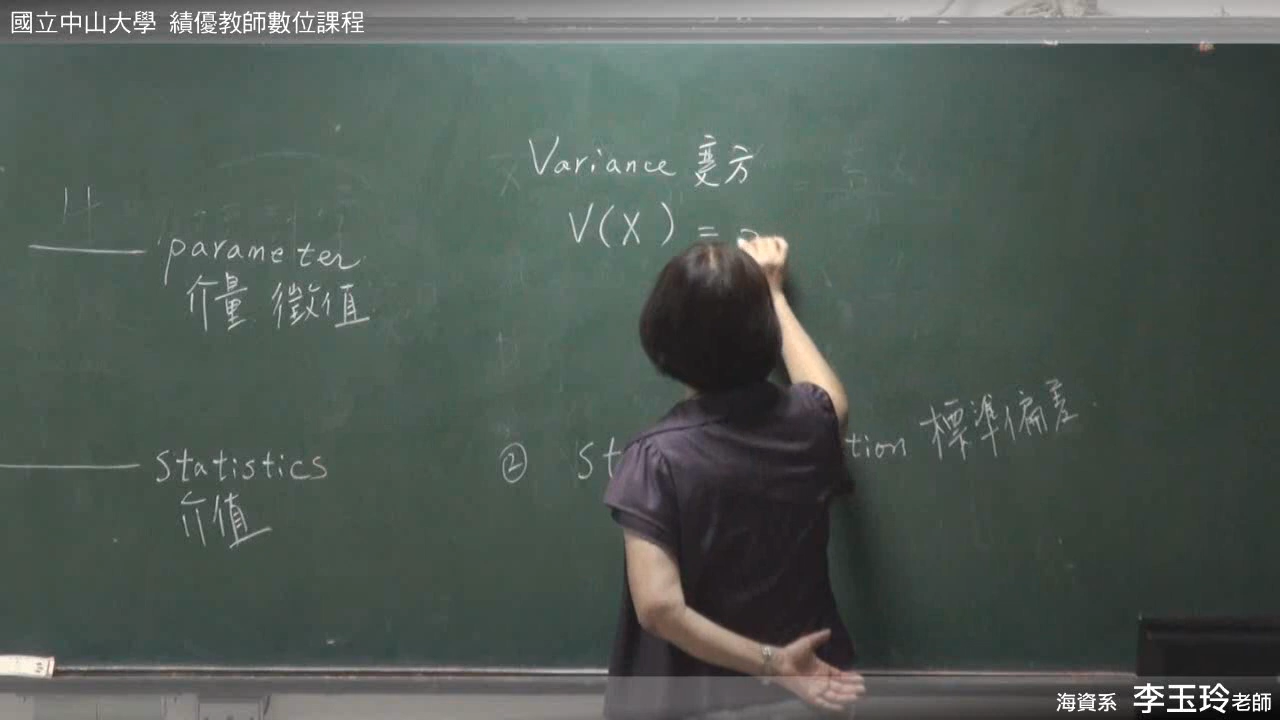 國立中山大學 績優教師數位課程
Variance 變方
V(X) =
parameter
介量 徵值
② St tion 標準偏差
Statistics
介值
海資系 李玉玲老師